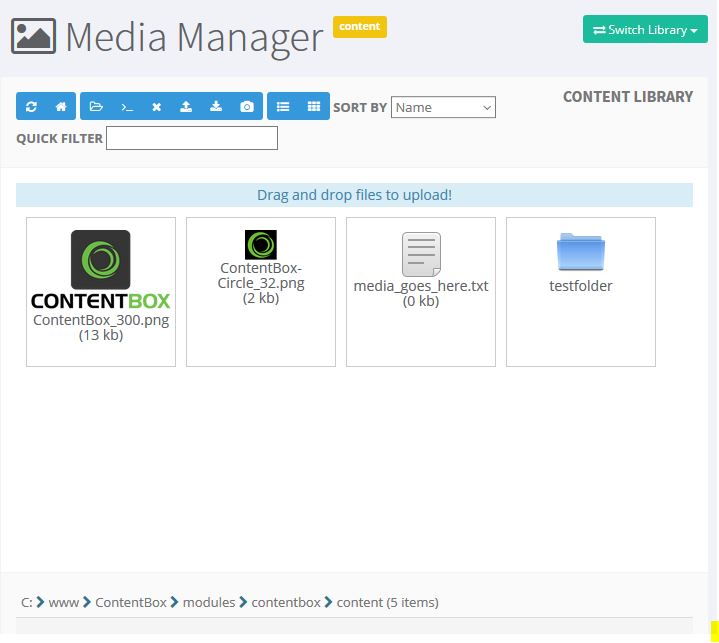 Media Manager content
Switch Library
CONTENT LIBRARY
SORT BY Name
QUICK FILTER
Drag and drop files to upload!
CONTENTBOX
ContentBox_300.png
(13 kb)
ContentBox-
Circle_32.png
(2 kb)
media_goes_here.txt
(0 kb)
testfolder
C: www ContentBox modules contentbox content (5 items)